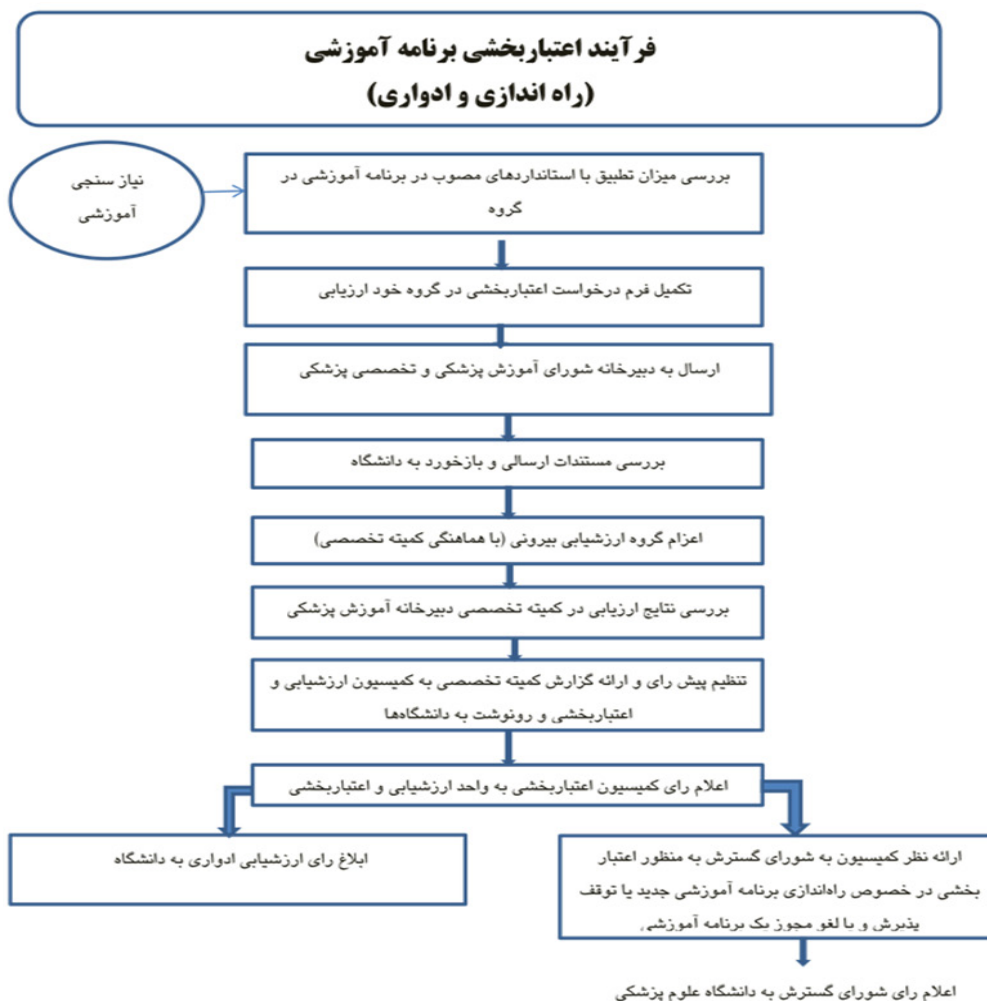 فرآیند اعتباربخشی برنامه آموزشی
(راه اندازی و ادواری)
نیاز سنجی
آموزشی
بررسی میزان تطبیق با استانداردهای مصوب در برنامه آموزشی در
گروه
تکمیل فرم درخواست اعتباربخشی در گروه خود ارزیابی
ارسال به دبیرخانه شورای آموزش پزشکی و تخصصی پزشکی
بررسی مستندات ارسالی و بازخورد به دانشگاه
اعزام گروه ارزشیابی بیرونی (با هماهنگی کمیته تخصصی)
بررسی نتایج ارزیابی در کمیته تخصصی دبیرخانه آموزش پزشکی
تنظیم پیش رای و ارائه گزارش کمیته تخصصی به کمیسیون ارزشیابی و
اعتباربخشی و رونوشت به دانشگاه‌ها
اعلام رای کمیسیون اعتباربخشی به واحد ارزشیابی و اعتباربخشی
ارائه نظر کمیسیون به شورای گسترش به منظور اعتبار
بخشی در خصوص راه‌اندازی برنامه آموزشی جدید یا توقف
پذیرش و یا لغو مجوز یک برنامه آموزشی
ابلاغ رای ارزشیابی ادواری به دانشگاه
اعلام رای شورای گسترش به دانشگاه علوم پزشکی